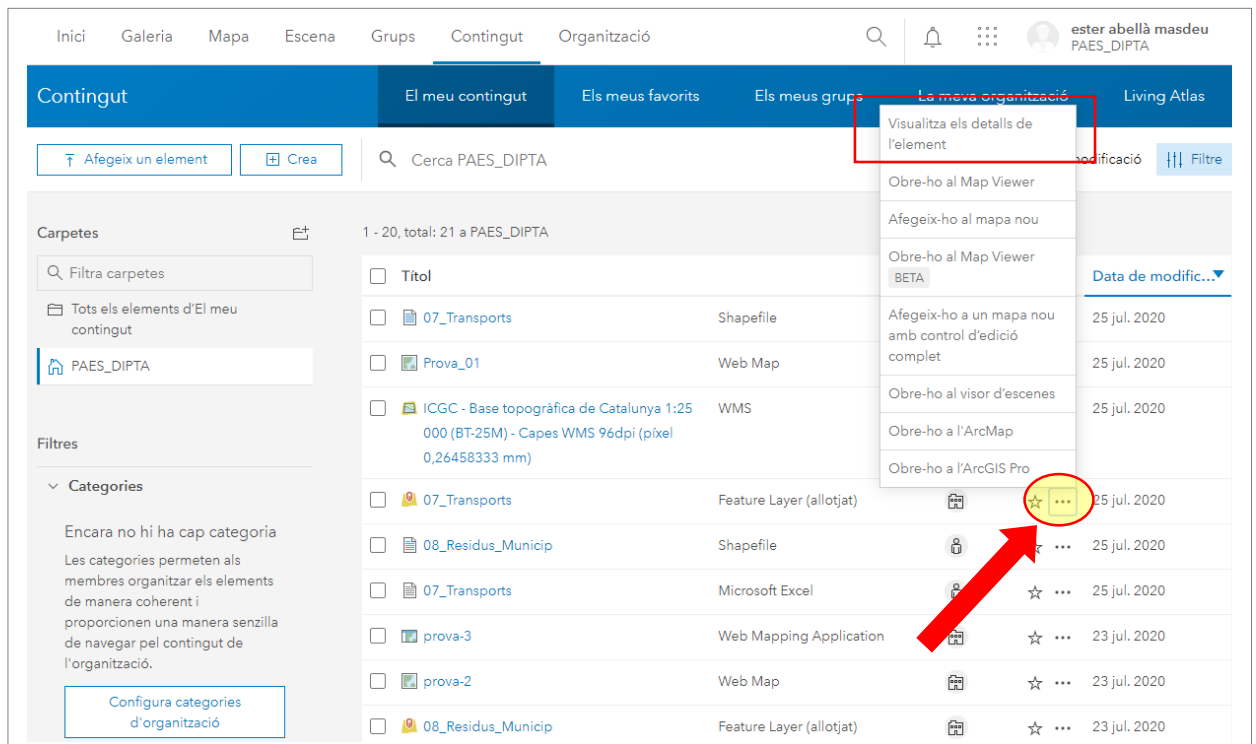 Inici Galeria Mapa Escena Grups Contingut Organització
ester abellà masdeu
PAES_DIPTA
Contingut El meu contingut Els meus favorits Els meus grups La meva organització Living Atlas
Afegeix un element Crea Cerca PAES_DIPTA Filtre
Visualitza els detalls de
l'element
Obre-ho al Map Viewer
Afegeix-ho al mapa nou
Obre-ho al Map Viewer
BETA
Afegeix-ho a un mapa nou
amb control d'edició
complet
Obre-ho al visor d'escenes
Obre-ho a l'ArcMap
Obre-ho a l'ArcGIS Pro
Carpetes
Filtra carpetes
Tots els elements d'El meu
contingut
PAES_DIPTA
Filtres
Categories
Encara no hi ha cap categoria
Les categories permeten als
membres organitzar els elements
de manera coherent i
proporcionen una manera senzilla
de navegar pel contingut de
l'organització.
Configura categories
d'organització
1 - 20, total: 21 a PAES_DIPTA
Títol Data de modific...
07_Transports Shapefile 25 jul. 2020
Prova_01 Web Map 25 jul. 2020
ICGC - Base topogràfica de Catalunya 1:25 WMS 25 jul. 2020
000 (BT-25M) - Capes WMS 96dpi (píxel
0,26458333 mm)
07_Transports Feature Layer (allotjat) 25 jul. 2020
08_Residus_Municip Shapefile 25 jul. 2020
07_Transports Microsoft Excel 25 jul. 2020
prova-3 Web Mapping Application 23 jul. 2020
prova-2 Web Map 23 jul. 2020
08_Residus_Municip Feature Layer (allotjat) 23 jul. 2020